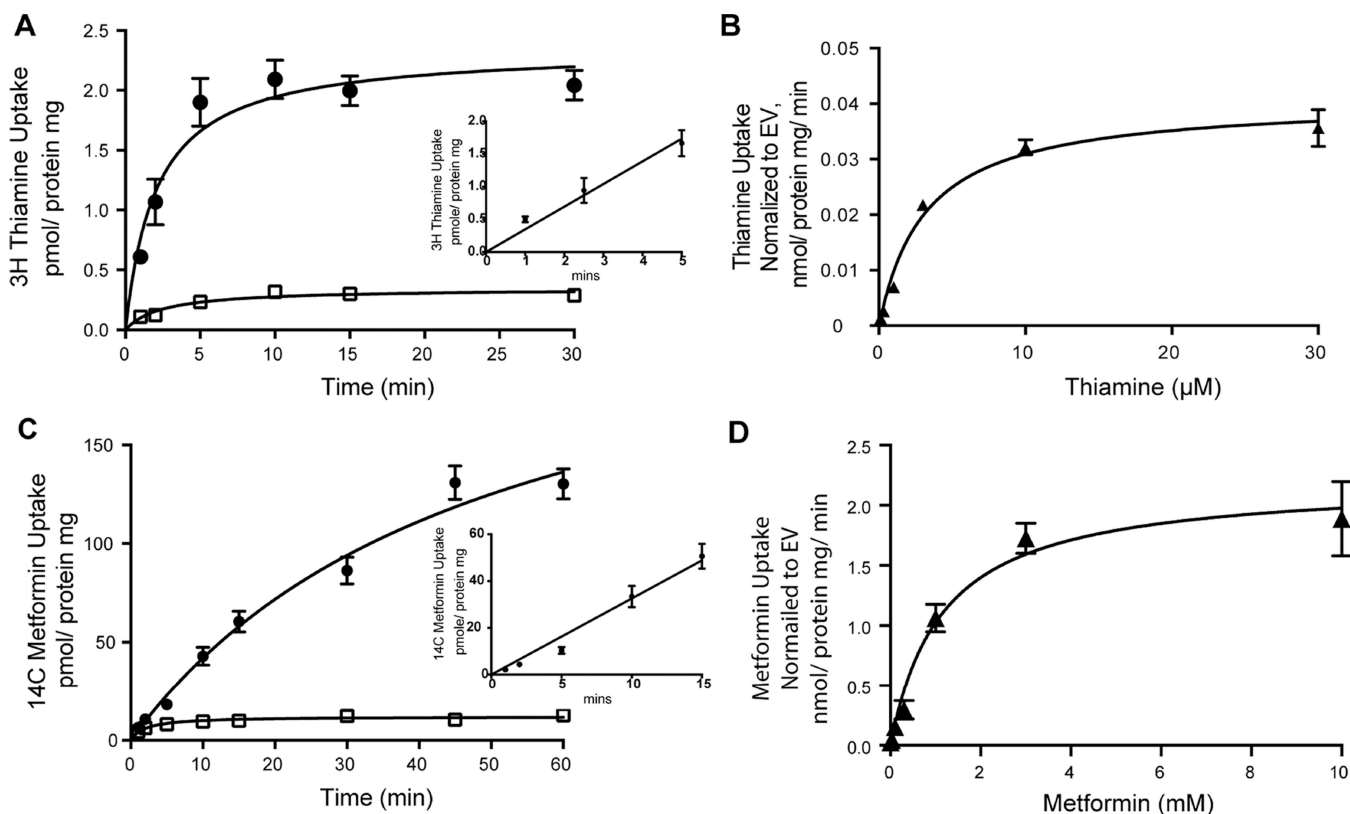 A
3H Thiamine Uptake
pmol/ protein mg
2.5
2.0
1.5
1.0
0.5
0.0
0 5 10 15 20 25 30
Time (min)
3H Thiamine Uptake
pmole/ protein mg
2.0
1.5
1.0
0.5
0.0
0 1 2 3 4 5
mins
B
Thiamine Uptake
Nomalized to EV,
nmol/ protein mg/ min
0.05
0.04
0.03
0.02
0.01
0
0 10 20 30
Thiamine (µM)
C
14C Metformin Uptake
pmol/ protein mg
150
100
50
0
0 10 20 30 40 50 60
Time (min)
14C Metformin Uptake
pmole/ protein mg
60
40
20
0
0 5 10 15
mins
D
Metformin Uptake
Normailed to EV
nmol/ protein mg/ min
2.5
2.0
1.5
1.0
0.5
0.0
0 2 4 6 8 10
Metformin (mM)